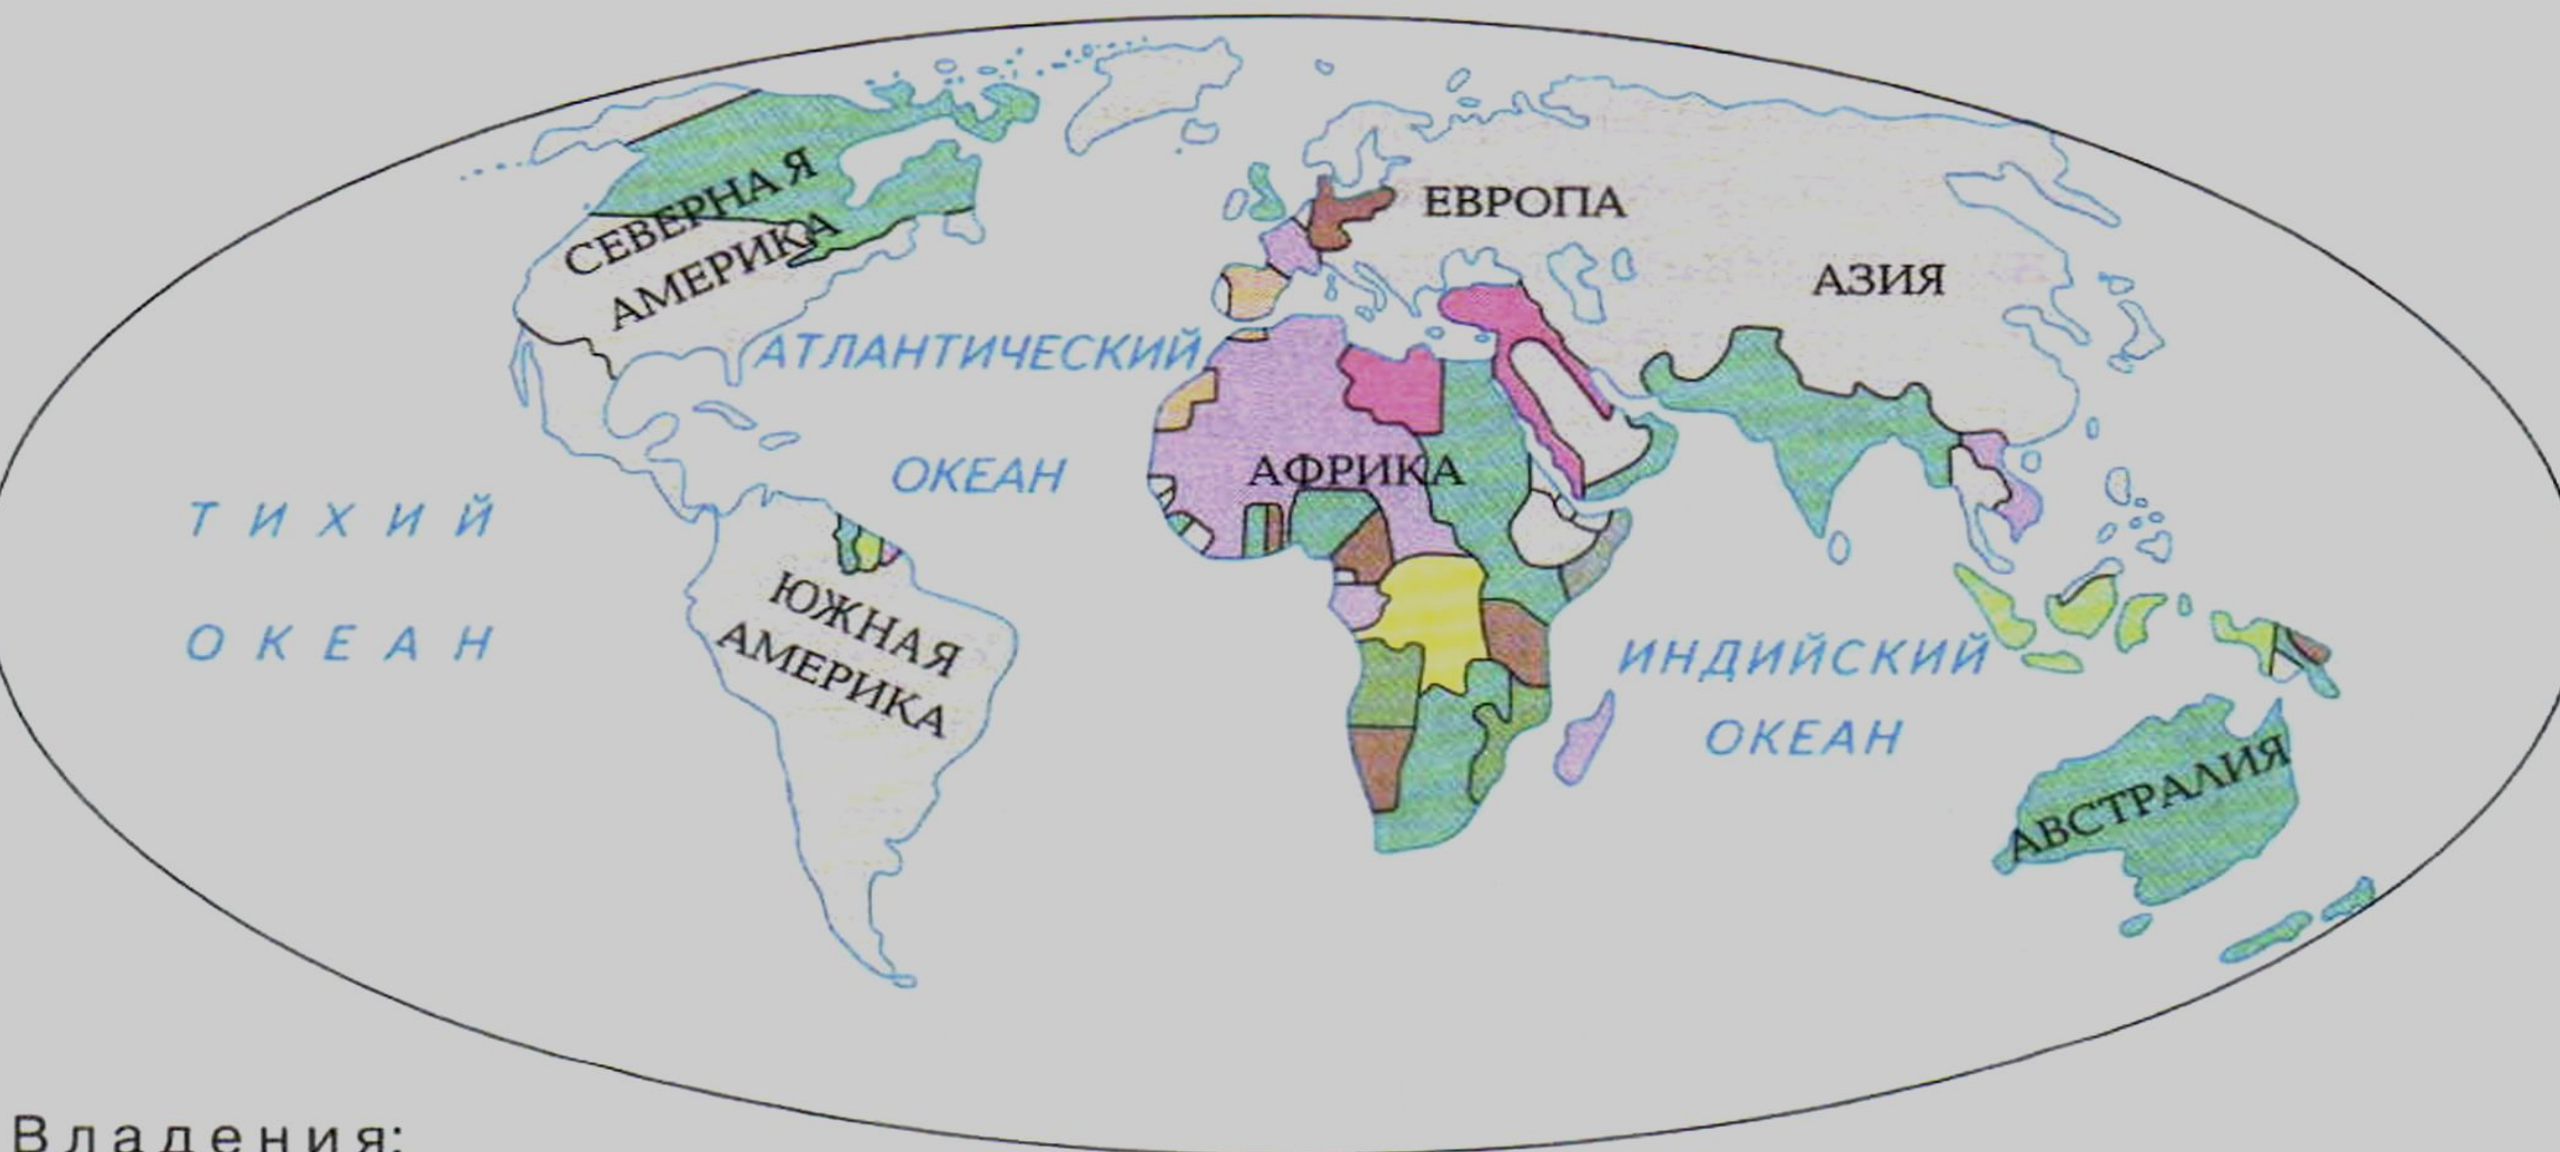 СЕВЕРНАЯ
АМЕРИКА
ЕВРОПА
АЗИЯ
АТЛАНТИЧЕСКИЙ
ОКЕАН
АФРИКА
ТИХИЙ
ОКЕАН
ЮЖНАЯ
АМЕРИКА
ИНДИЙСКИЙ
ОКЕАН
АВСТРАЛИЯ
Владения: